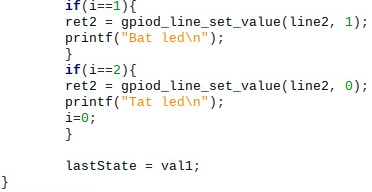 if(i==1){
ret2 = gpiod_line_set_value(line2, 1);
printf("Bat led\n");
}
if(i==2){
ret2 = gpiod_line_set_value(line2, 0);
printf("Tat led\n");
i=0;
}
lastState = val1;
}